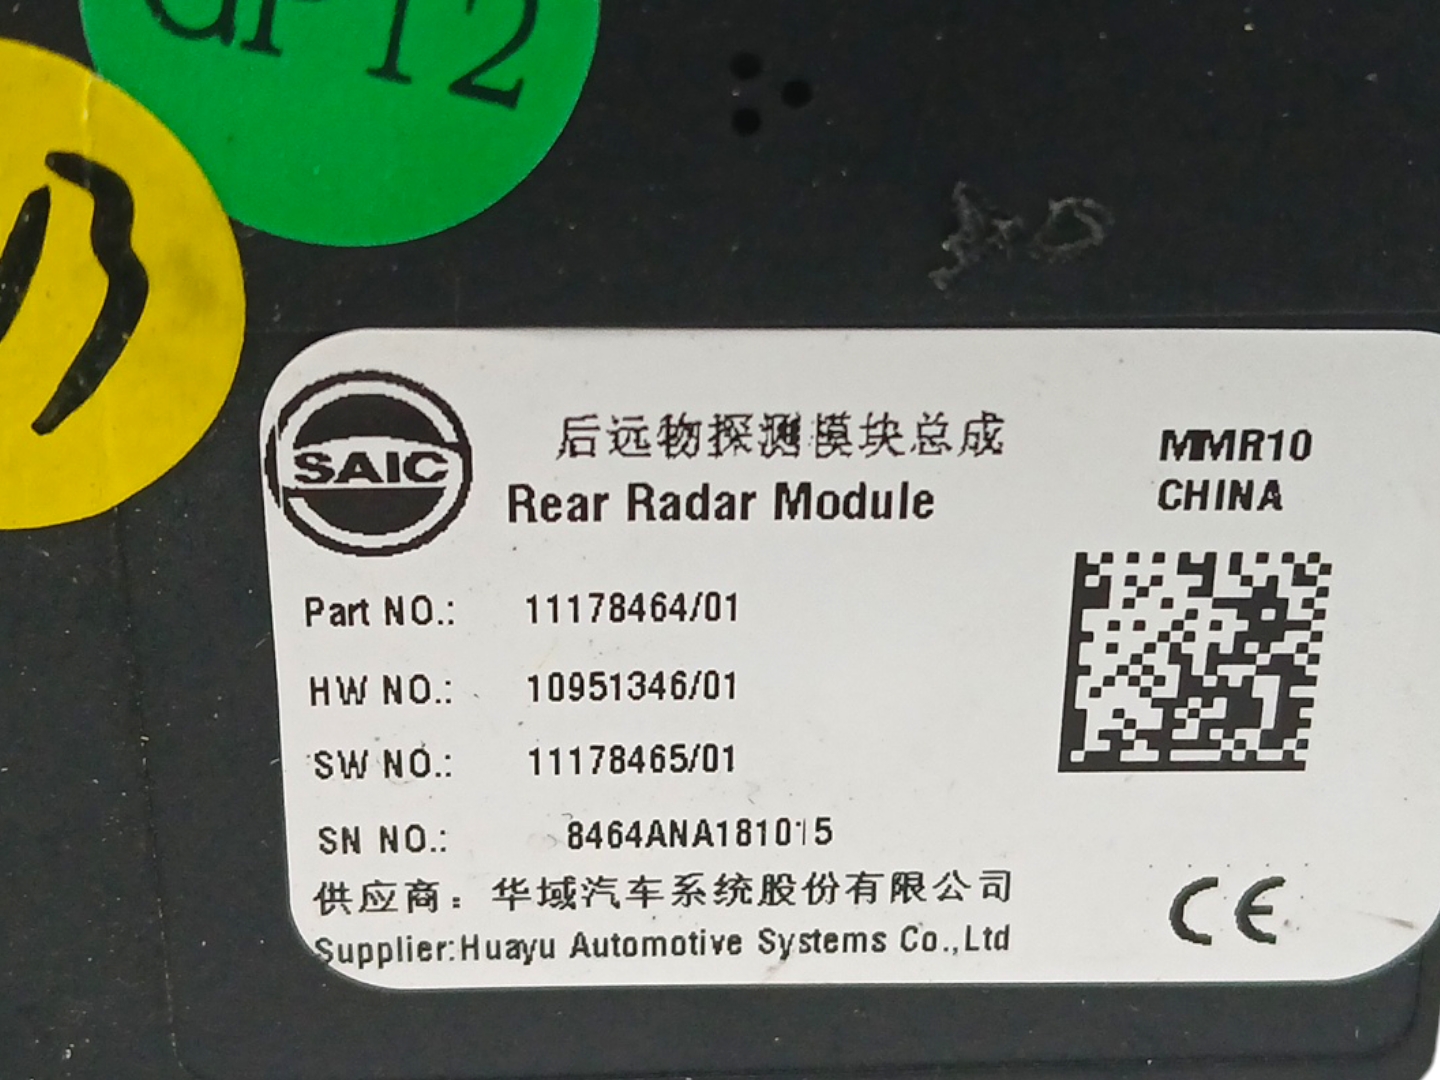 GP12
SAIC
后远物探测模块总成
Rear Radar Module
MMR10
CHINA
Part NO.: 11178464/01
HW NO.: 10951346/01
SW NO.: 11178465/01
SN NO.: 8464ANA181015
供应商：华域汽车系统股份有限公司
Supplier:Huayu Automotive Systems Co.,Ltd
CE